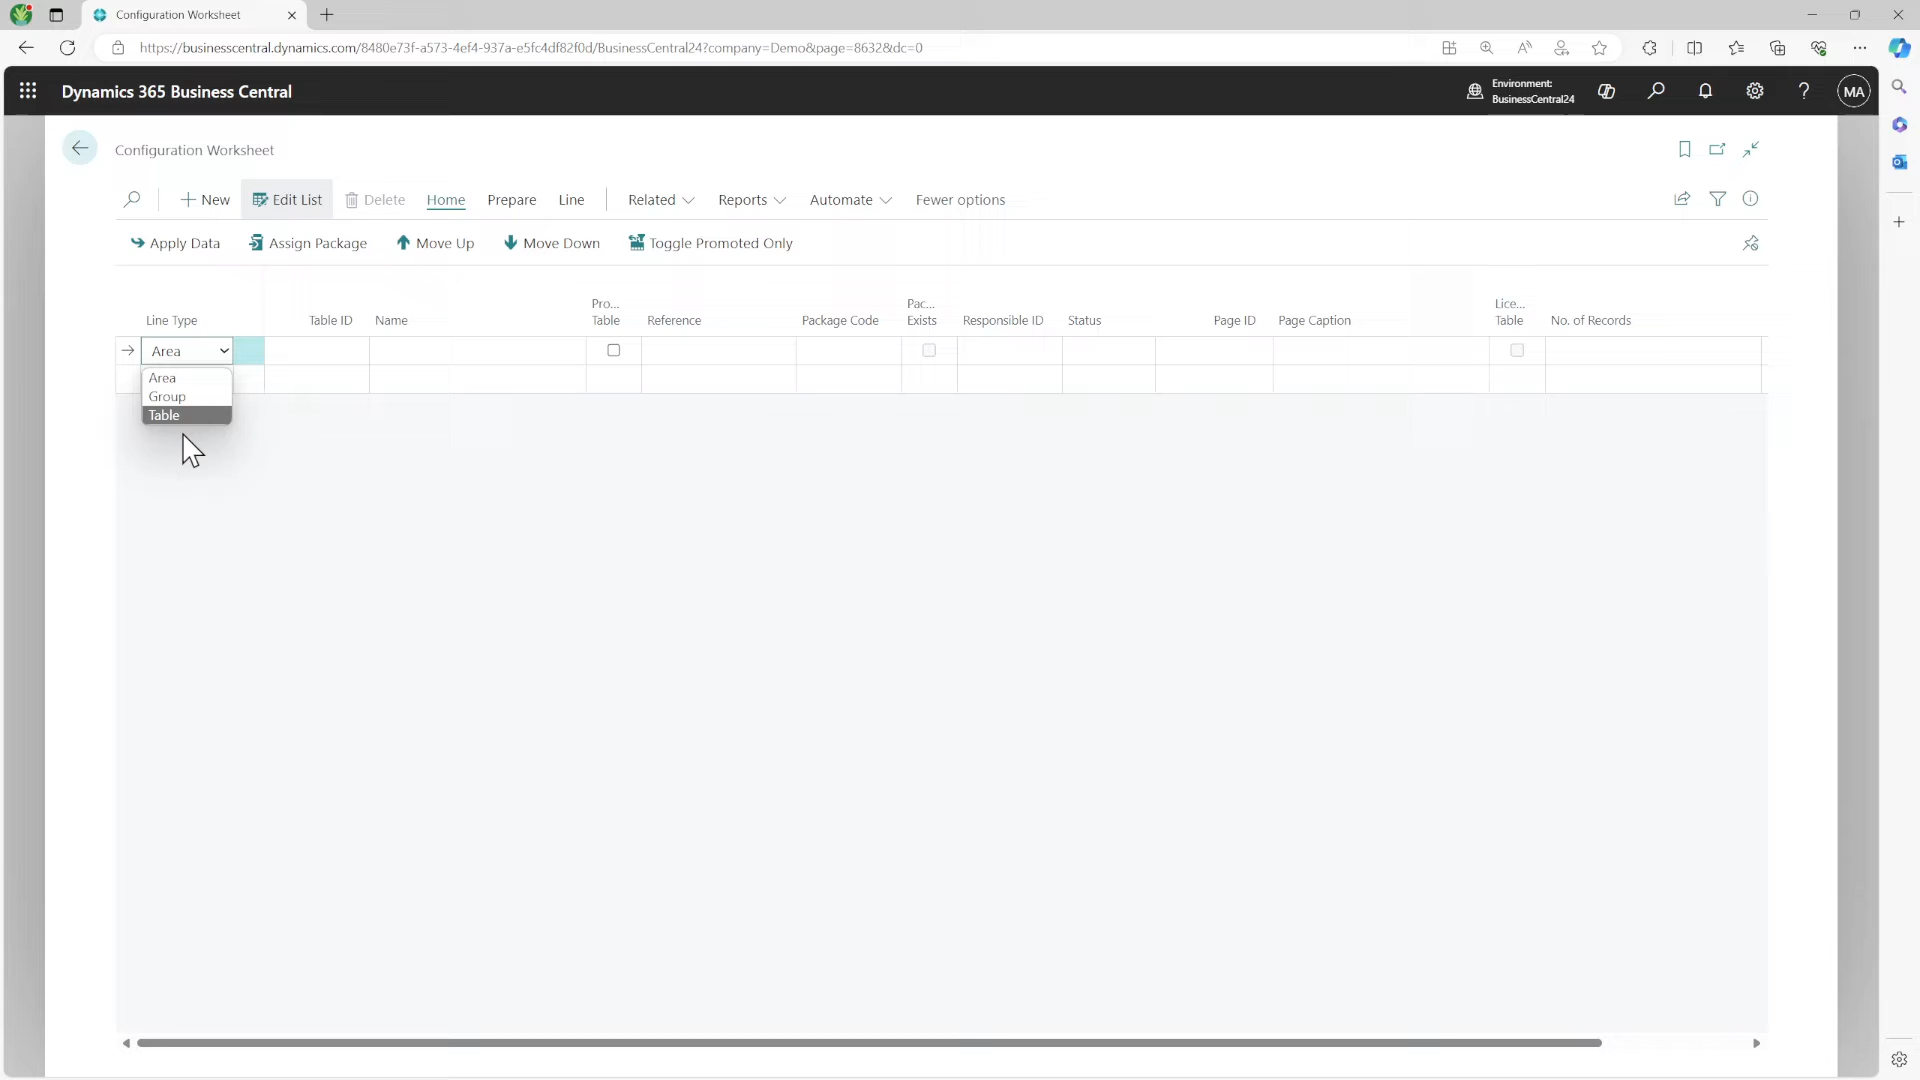 Configuration Worksheet
https://businesscentral.dynamics.com/8480e73f-a573-4ef4-937a-e5fc4df82f0d/BusinessCentral24?company=Demo&page=8632&dc=0
Dynamics 365 Business Central
Environment:
BusinessCentral24
MA
Configuration Worksheet
New Edit List Delete Home Prepare Line Related Reports Automate Fewer options
Apply Data Assign Package Move Up Move Down Toggle Promoted Only
Line Type Table ID Name Pro... Table Reference Package Code Pac... Exists Responsible ID Status Page ID Page Caption Lice... Table No. of Records
Area
Area
Group
Table